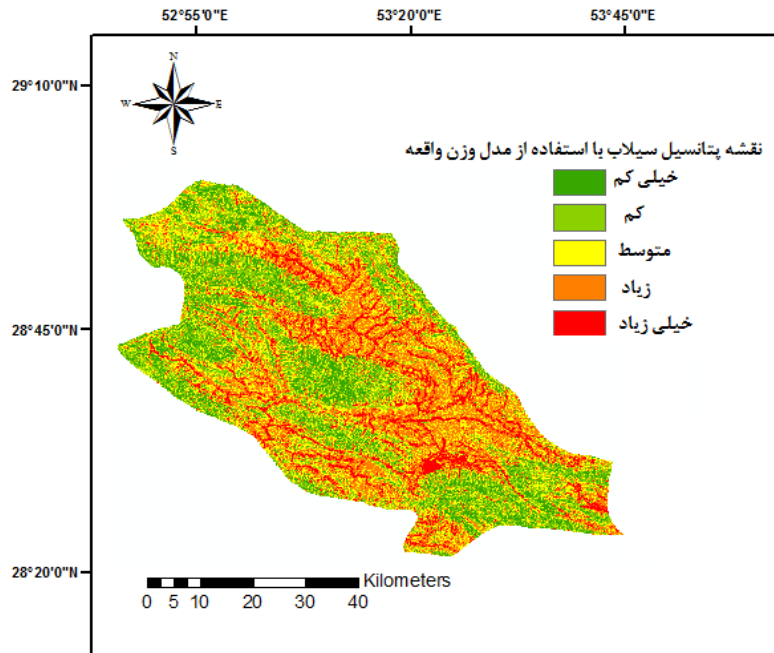 52°55'0"E 53°20'0"E 53°45'0"E
29°10'0"N
N
W E
S
نقشه پتانسیل سیلاب با استفاده از مدل وزن واقعه
خیلی کم
کم
متوسط
زیاد
خیلی زیاد
28°45'0"N
28°20'0"N
Kilometers
0 5 10 20 30 40